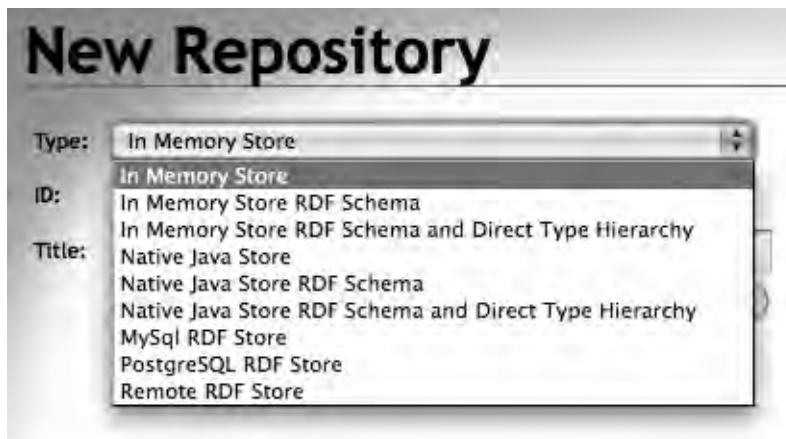 New Repository
Type: In Memory Store
In Memory Store
ID:
In Memory Store RDF Schema
In Memory Store RDF Schema and Direct Type Hierarchy
Title:
Native Java Store
Native Java Store RDF Schema
Native Java Store RDF Schema and Direct Type Hierarchy
MySql RDF Store
PostgreSQL RDF Store
Remote RDF Store